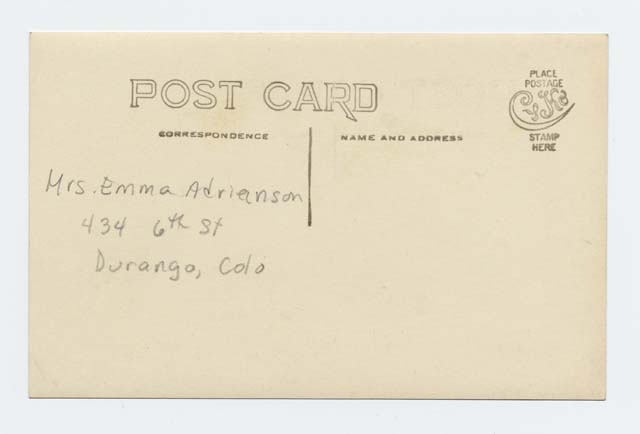 POST CARD
PLACE
POSTAGE
STAMP
HERE
CORRESPONDENCE
NAME AND ADDRESS
Mrs. Emma Adrianson
434 6th St
Durango, Colo